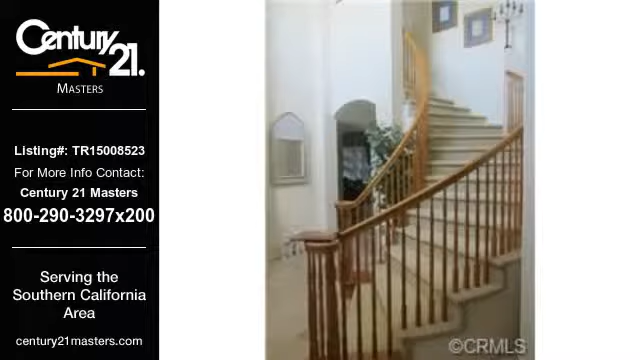 Century
21.
MASTERS
Listing#: TR15008523
For More Info Contact:
Century 21 Masters
800-290-3297x200
Serving the
Southern California
Area
century21masters.com
©CRMLS